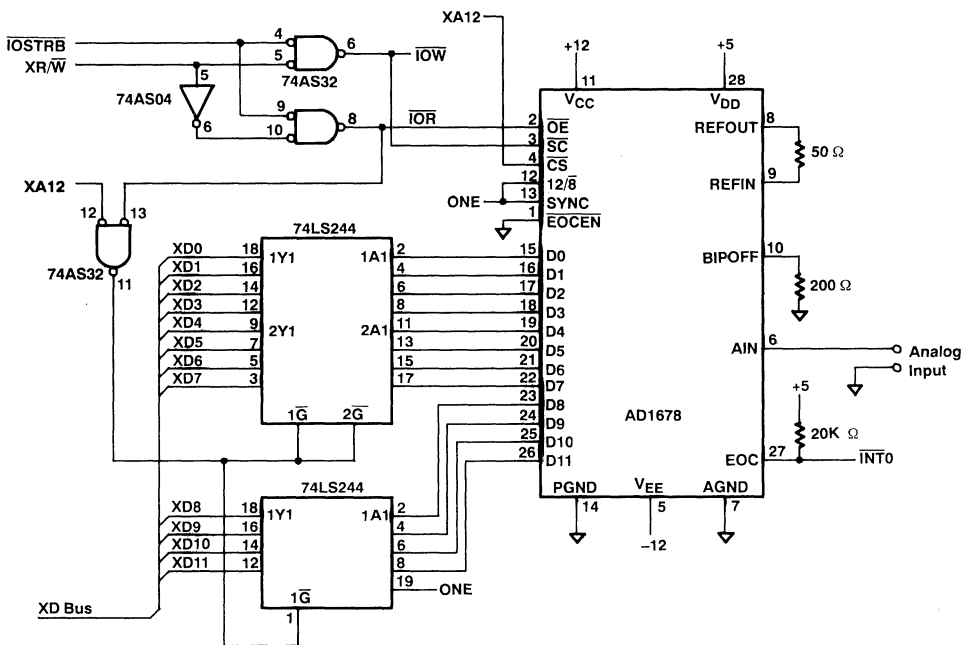 XA12
IOSTRB
XR/W
4
5
6
IOW
74AS32
5
74AS04
6
9
10
8
IOR
XA12
12
13
74AS32
11
+12
11
VCC
+5
28
VDD
2 OE
3 SC
4 CS
12 12/8
ONE
13 SYNC
1 EOCEN
REFOUT 8
50 Ω
REFIN 9
BIPOFF 10
200 Ω
AIN 6
Analog
Input
+5
20K Ω
EOC 27
INT0
AD1678
PGND
14
VEE
5
–12
AGND
7
74LS244
XD0 18 1Y1 1A1 2 15 D0
XD1 16 4 16 D1
XD2 14 6 17 D2
XD3 12 8 18 D3
XD4 9 2Y1 2A1 11 19 D4
XD5 7 13 20 D5
XD6 5 15 21 D6
XD7 3 17 22 D7
23 D8
24 D9
25 D10
26 D11
1G 2G
74LS244
XD8 18 1Y1 1A1 2
XD9 16 4
XD10 14 6
XD11 12 8
19 ONE
1G
1
XD Bus